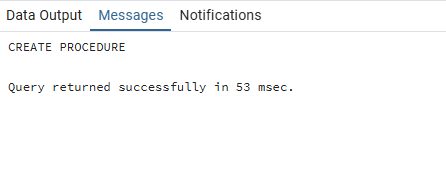 Data Output Messages Notifications
CREATE PROCEDURE
Query returned successfully in 53 msec.